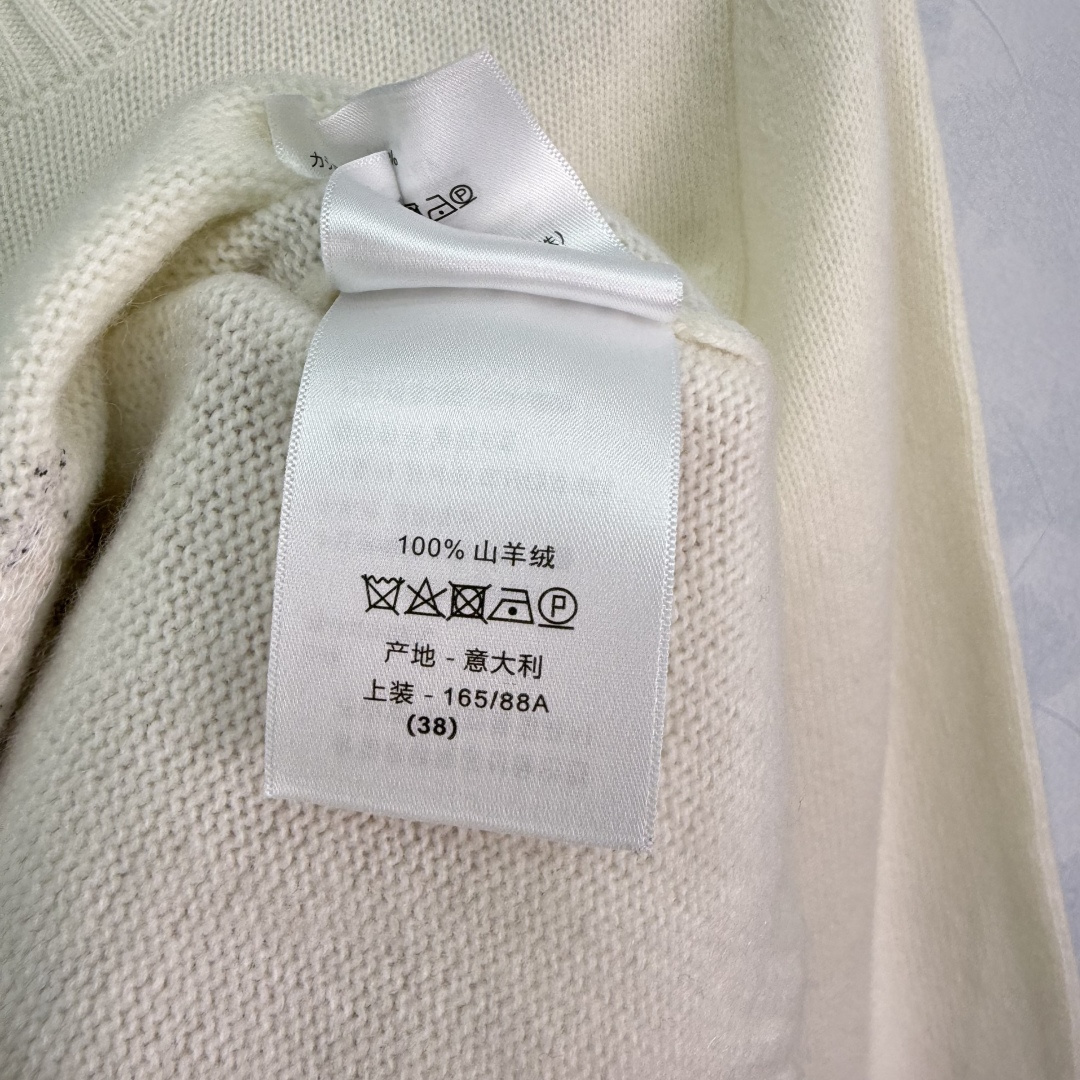 100% 山羊绒
P
产地 - 意大利
上装 - 165/88A
(38)